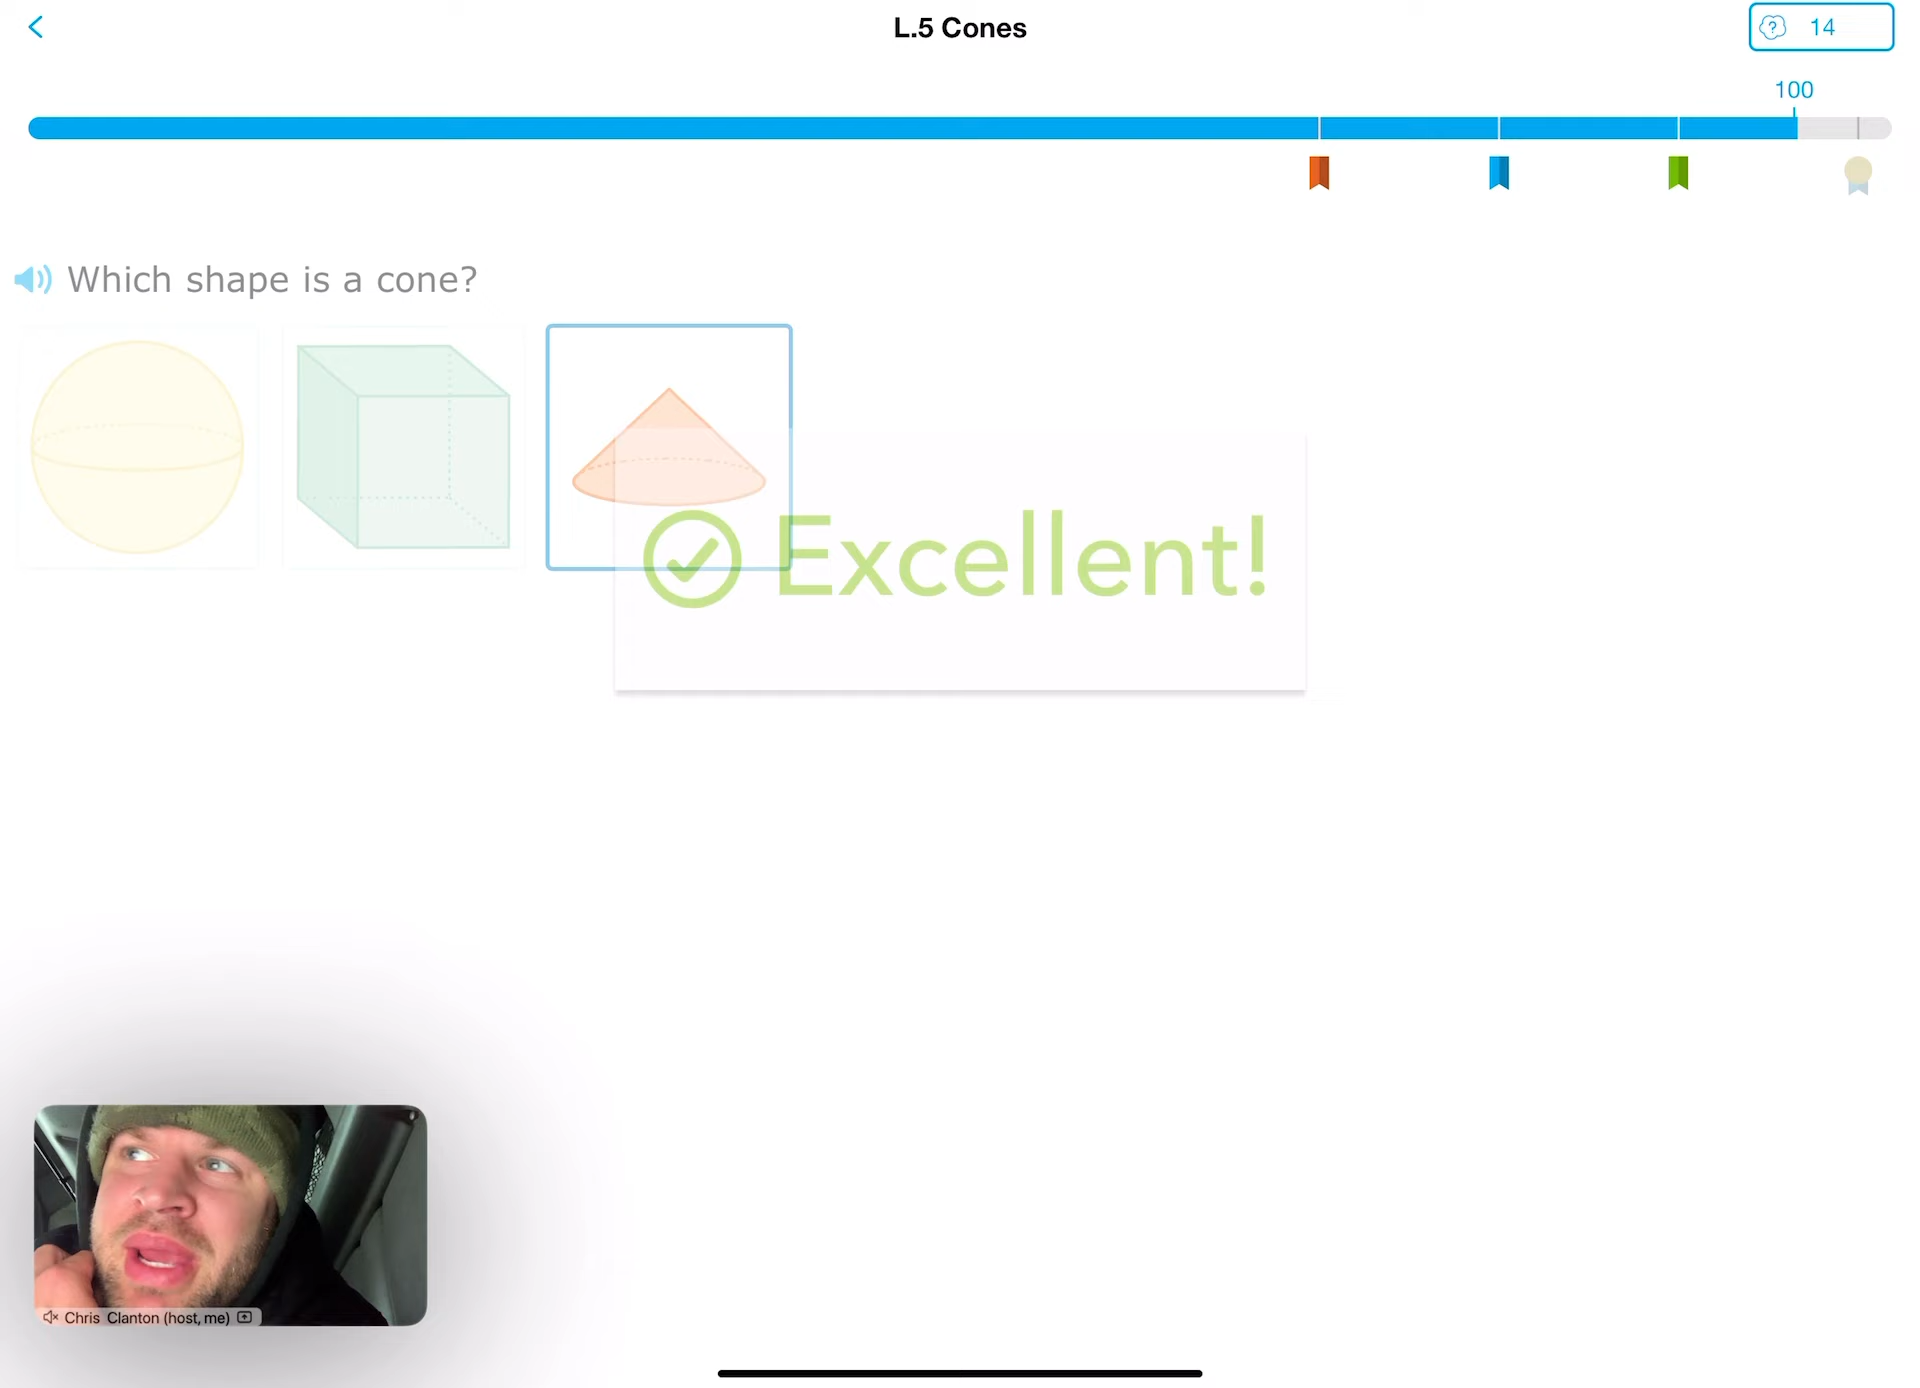 L.5 Cones
14
100
Which shape is a cone?
Excellent!
Chris Clanton (host, me)